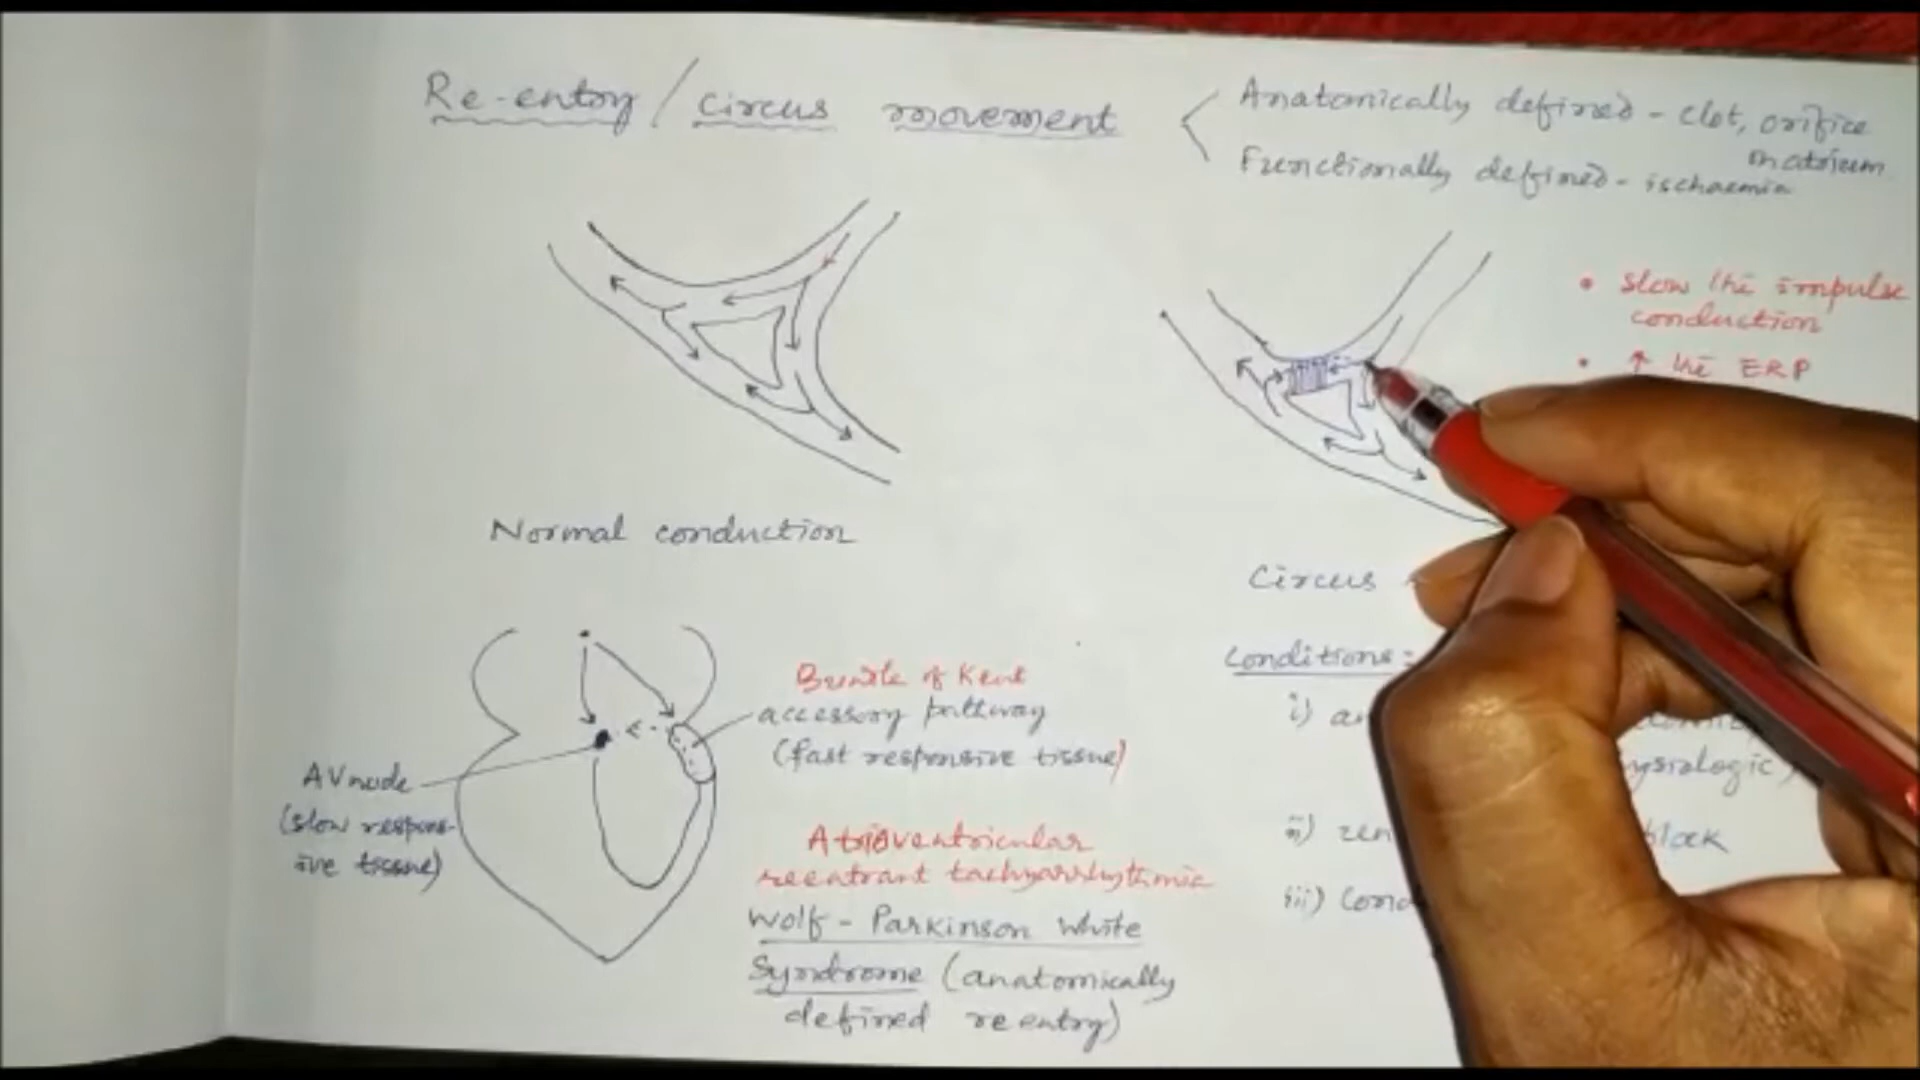 Re-entry / circus movement
Anatomically defined - clot, orifice
Functionally defined - ischaemia
• slow the impulse
conduction
• ↑ the ERP
Normal conduction
Circus
Conditions:
i)
ii)
block
iii)
Bundle of Kent
accessory pathway
(fast responsive tissue)
AV node
(slow respons-
ive tissue)
Atrioventricular
reentrant tachyarrhythmia
Wolf - Parkinson White
Syndrome (anatomically
defined re entry)